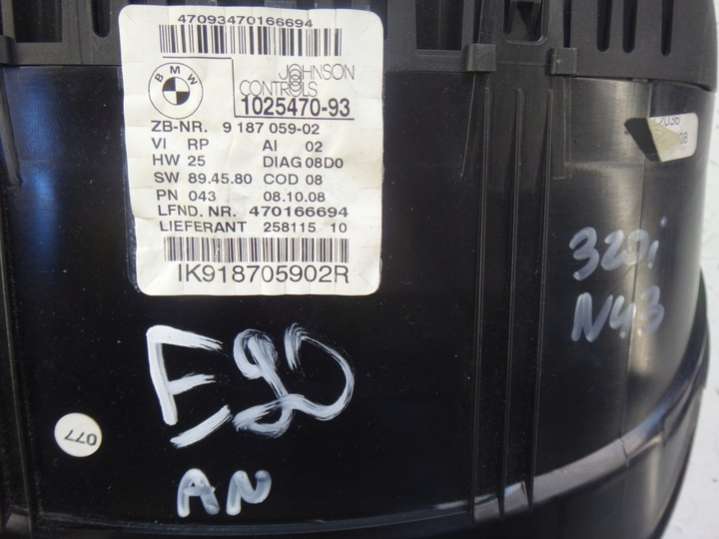 47093470166694
BMW
JOHNSON
CONTROLS
1025470-93
ZB-NR. 9 187 059-02
VI RP AI 02
HW 25 DIAG 08D0
SW 89.45.80 COD 08
PN 043 08.10.08
LFND. NR. 470166694
LIEFERANT 258115 10
IK918705902R
08
320i
N43
E90
AN
077